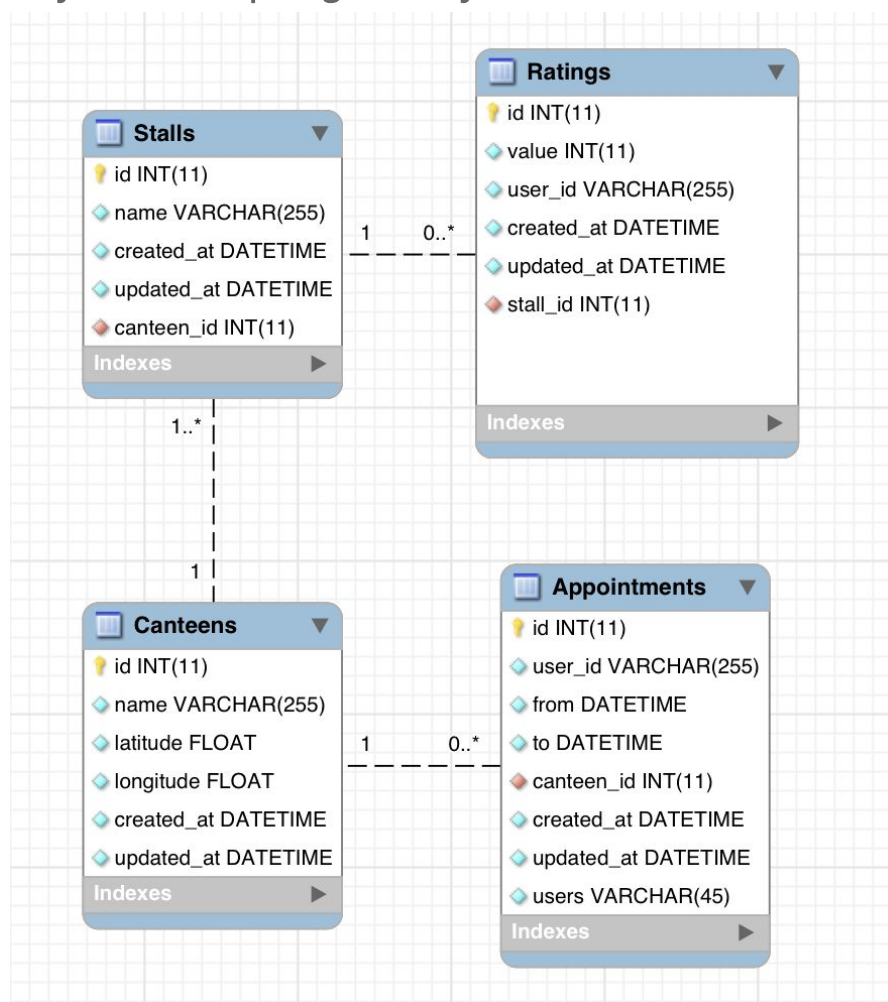 Stalls
id INT(11)
name VARCHAR(255)
created_at DATETIME
updated_at DATETIME
canteen_id INT(11)
Indexes
1
0..*
Ratings
id INT(11)
value INT(11)
user_id VARCHAR(255)
created_at DATETIME
updated_at DATETIME
stall_id INT(11)
Indexes
1..*
1
Canteens
id INT(11)
name VARCHAR(255)
latitude FLOAT
longitude FLOAT
created_at DATETIME
updated_at DATETIME
Indexes
1
0..*
Appointments
id INT(11)
user_id VARCHAR(255)
from DATETIME
to DATETIME
canteen_id INT(11)
created_at DATETIME
updated_at DATETIME
users VARCHAR(45)
Indexes